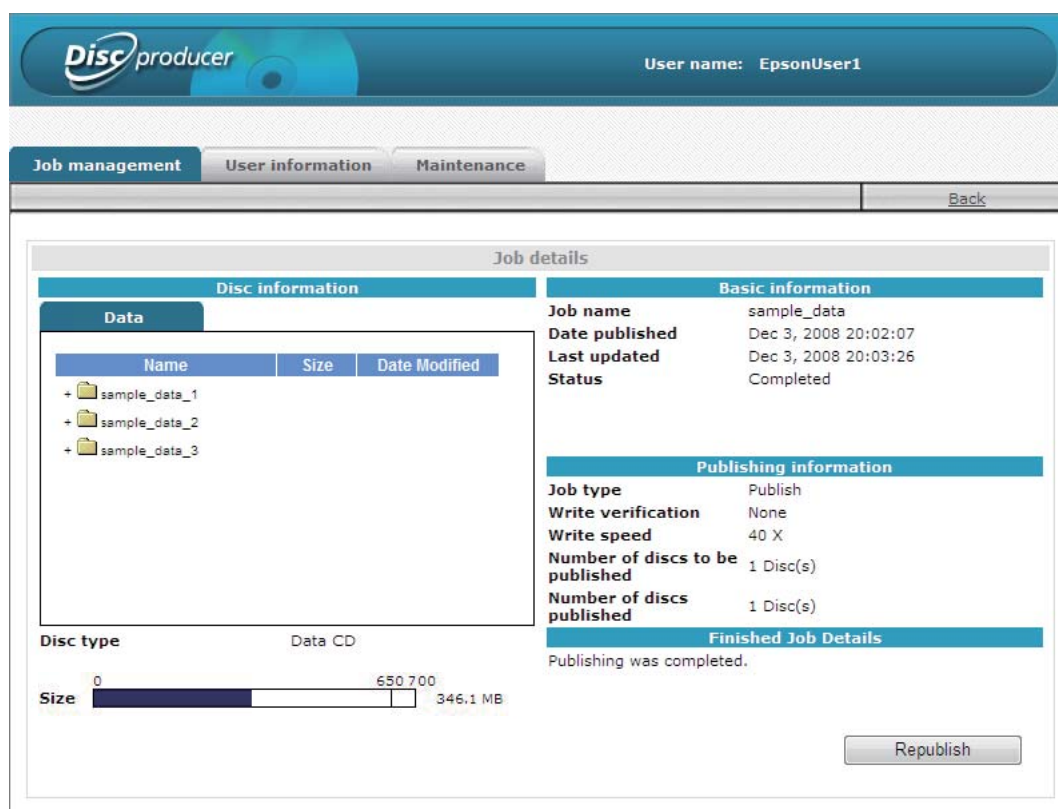 Disc producer
User name: EpsonUser1
Job management User information Maintenance
Back
Job details
Disc information
Data
Name Size Date Modified
+ sample_data_1
+ sample_data_2
+ sample_data_3
Disc type Data CD
0 650 700
Size 346.1 MB
Basic information
Job name sample_data
Date published Dec 3, 2008 20:02:07
Last updated Dec 3, 2008 20:03:26
Status Completed
Publishing information
Job type Publish
Write verification None
Write speed 40 X
Number of discs to be
published 1 Disc(s)
Number of discs
published 1 Disc(s)
Finished Job Details
Publishing was completed.
Republish